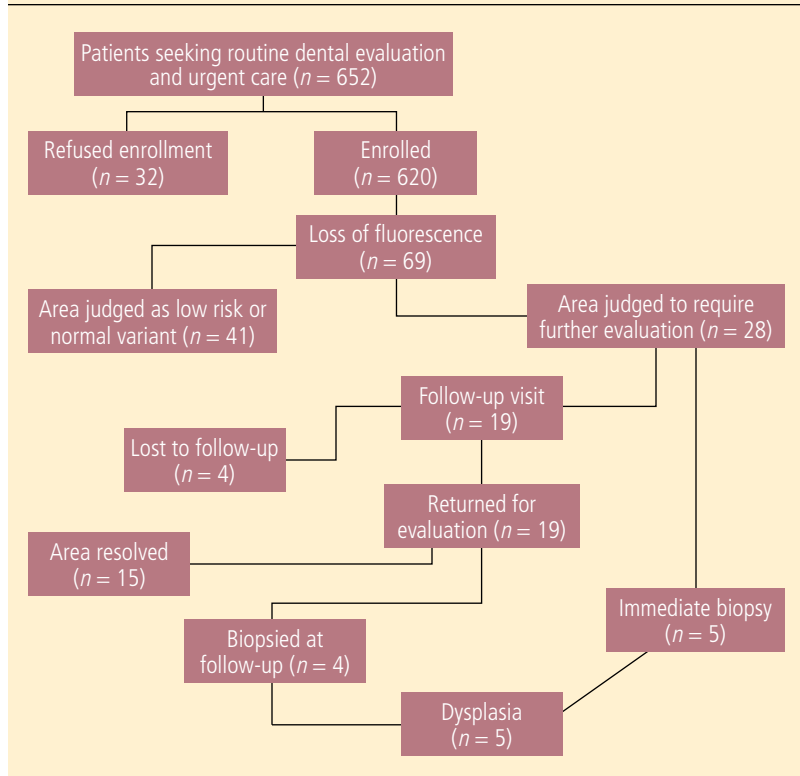 Patients seeking routine dental evaluation
and urgent care (n = 652)
Refused enrollment
(n = 32)
Enrolled
(n = 620)
Loss of fluorescence
(n = 69)
Area judged as low risk or
normal variant (n = 41)
Area judged to require
further evaluation (n = 28)
Follow-up visit
(n = 19)
Lost to follow-up
(n = 4)
Returned for
evaluation (n = 19)
Area resolved
(n = 15)
Immediate biopsy
(n = 5)
Biopsied at
follow-up (n = 4)
Dysplasia
(n = 5)